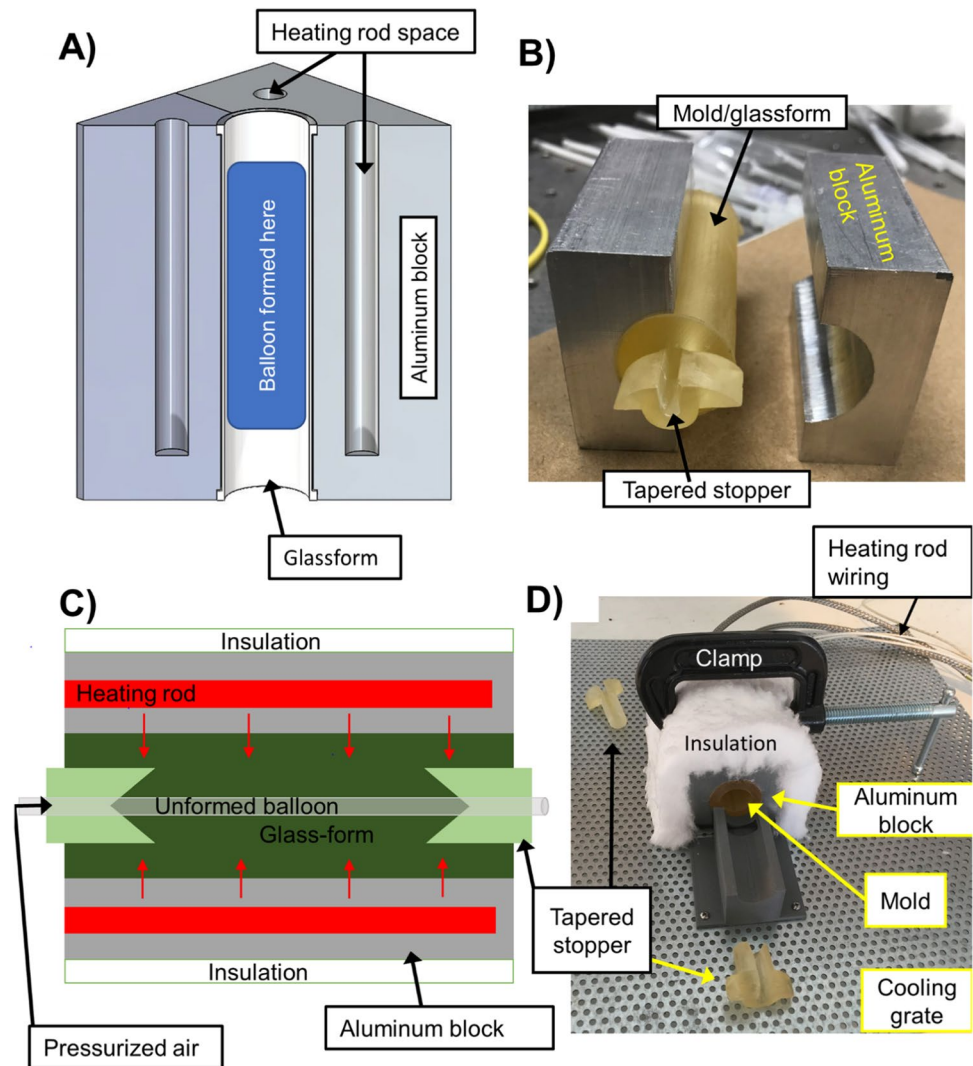 A)
Heating rod space
Balloon formed here
Aluminum block
Glassform
B)
Mold/glassform
Aluminum
block
Tapered stopper
C)
Insulation
Heating rod
Unformed balloon
Glass-form
Insulation
Pressurized air
Aluminum block
Tapered
stopper
D)
Heating rod
wiring
Clamp
Insulation
Aluminum
block
Mold
Cooling
grate